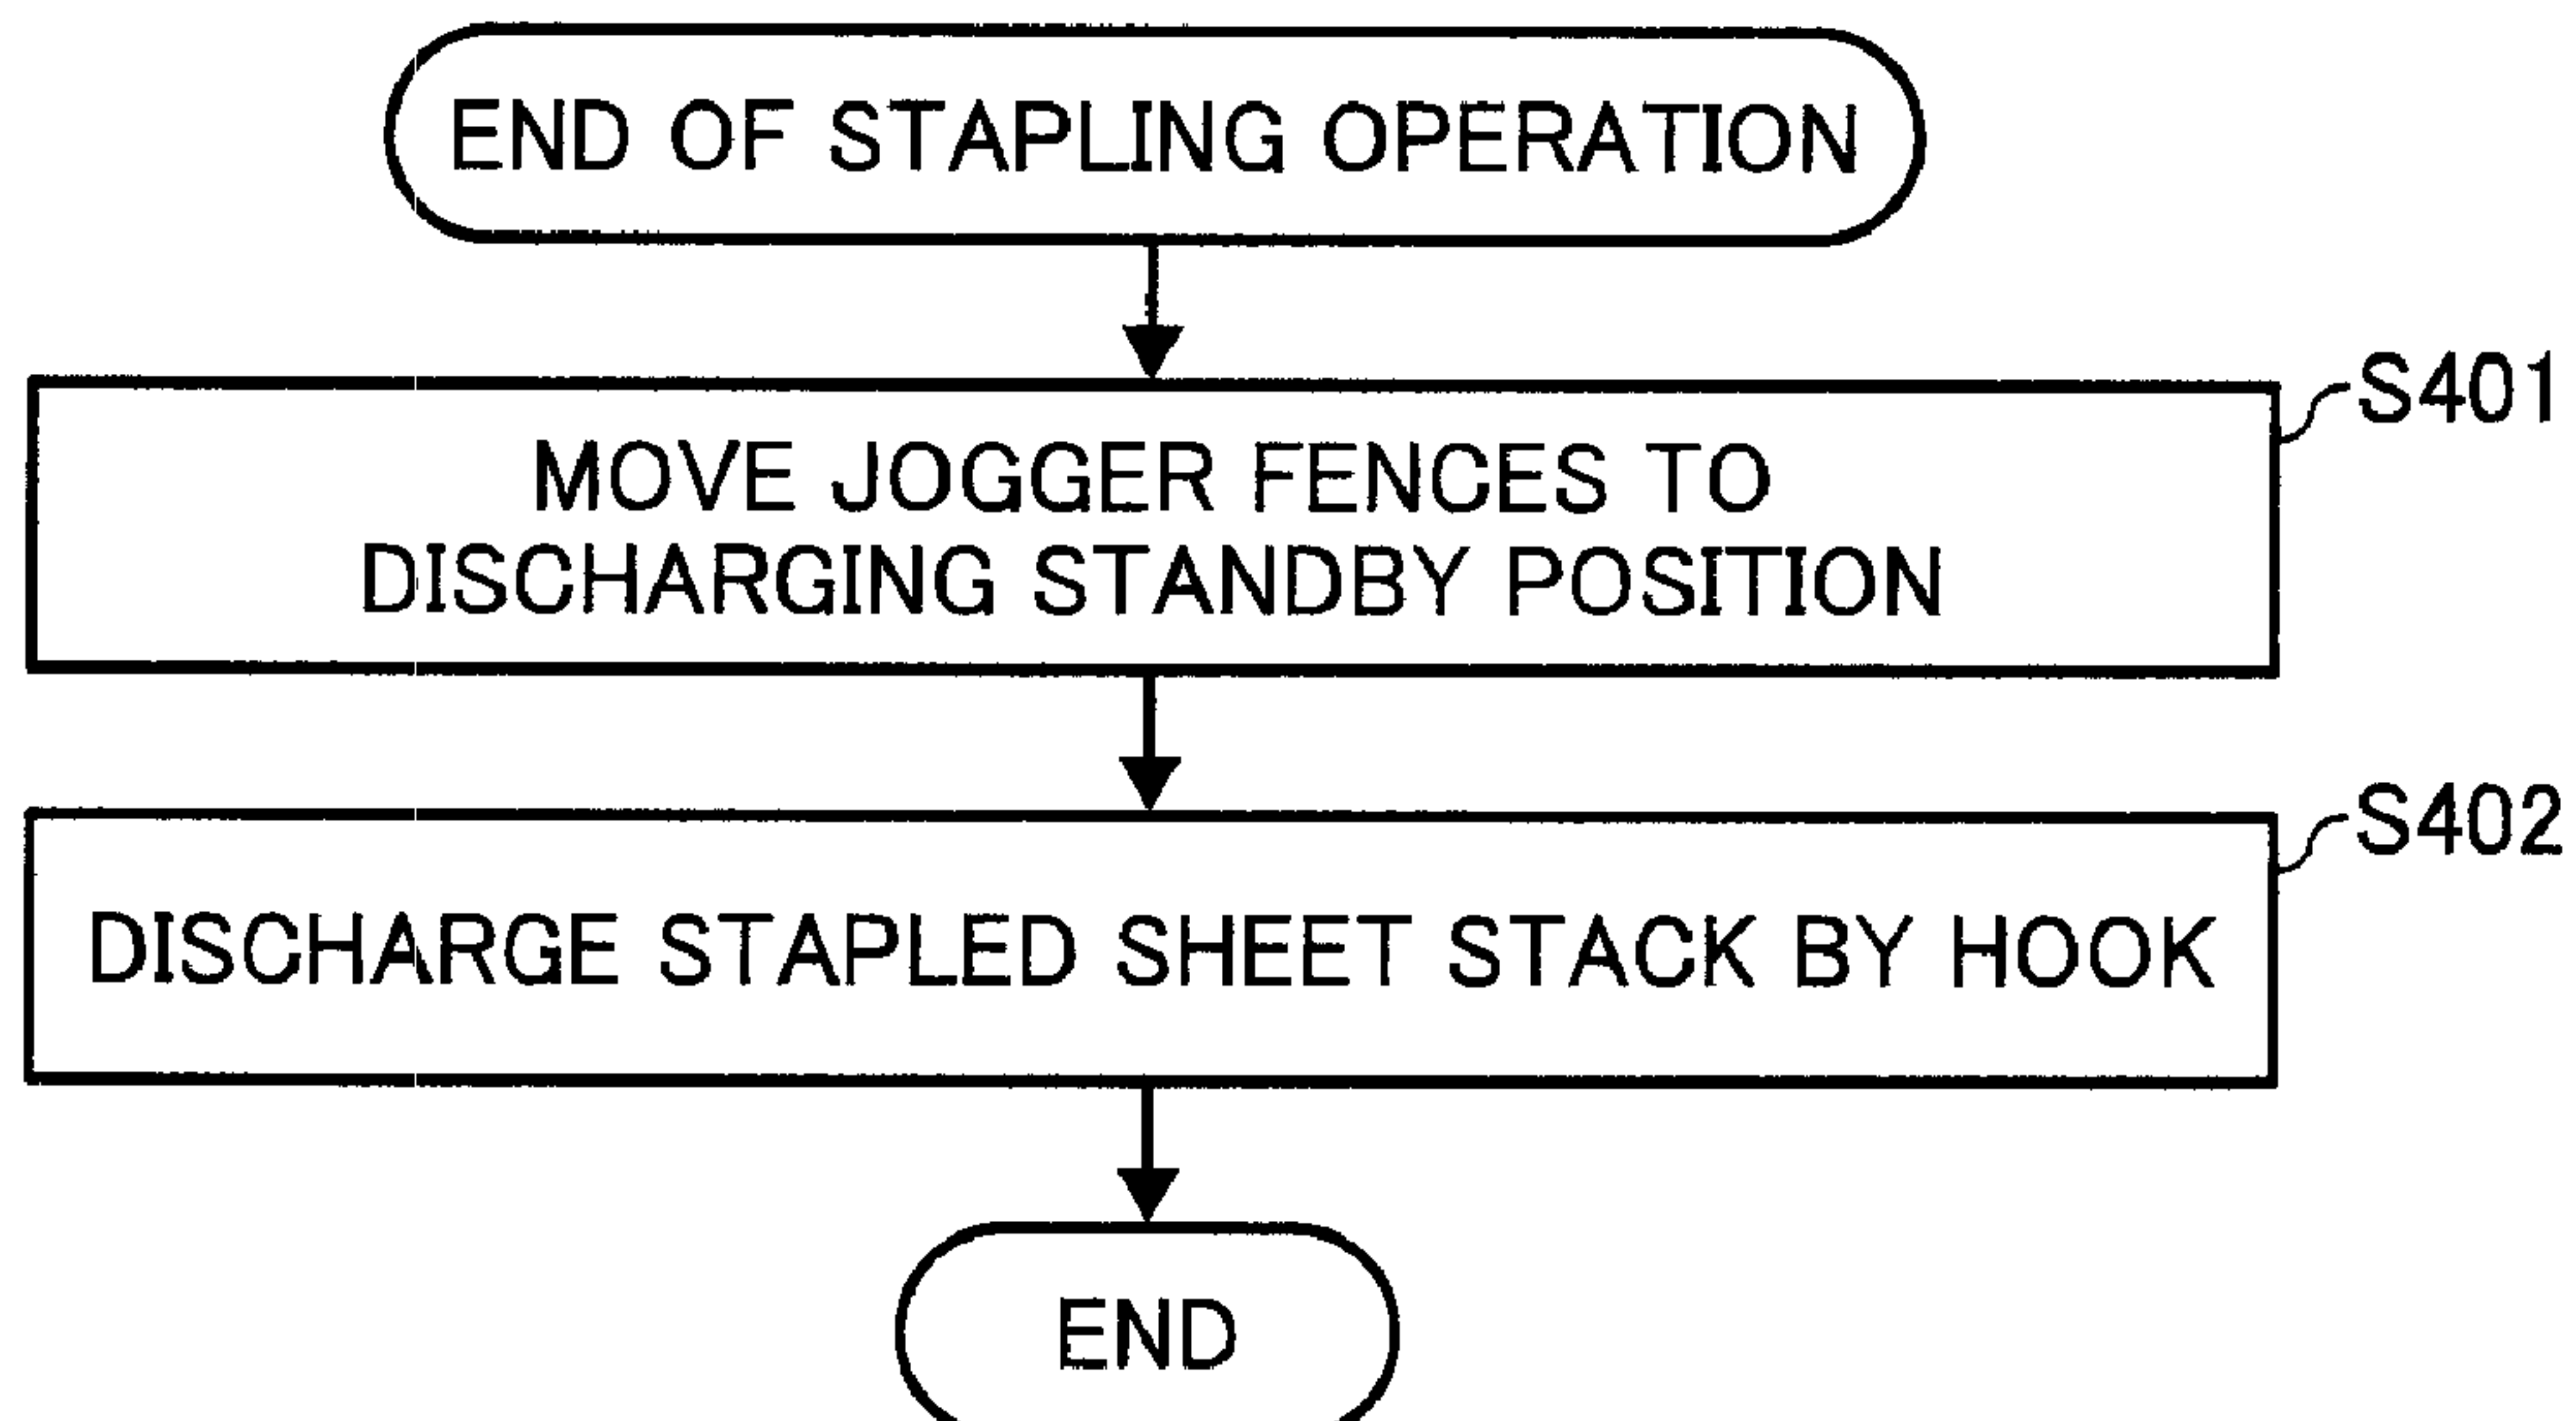 END OF STAPLING OPERATION
S401
MOVE JOGGER FENCES TO
DISCHARGING STANDBY POSITION
S402
DISCHARGE STAPLED SHEET STACK BY HOOK
END